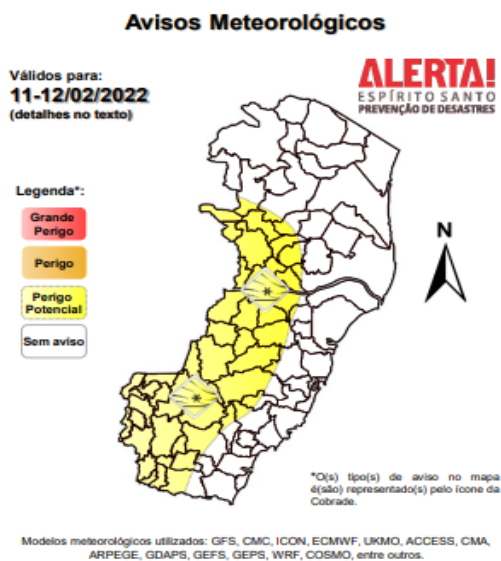 Avisos Meteorológicos
Válidos para:
11-12/02/2022
(detalhes no texto)
ALERTA!
ESPÍRITO SANTO
PREVENÇÃO DE DESASTRES
Legenda*:
Grande
Perigo
Perigo
Perigo
Potencial
Sem aviso
N
*O(s) tipo(s) de aviso no mapa
é(são) representado(s) pelo ícone da
Cobrade.
Modelos meteorológicos utilizados: GFS, CMC, ICON, ECMWF, UKMO, ACCESS, CMA,
ARPEGE, GDAPS, GEFS, GEPS, WRF, COSMO, entre outros.